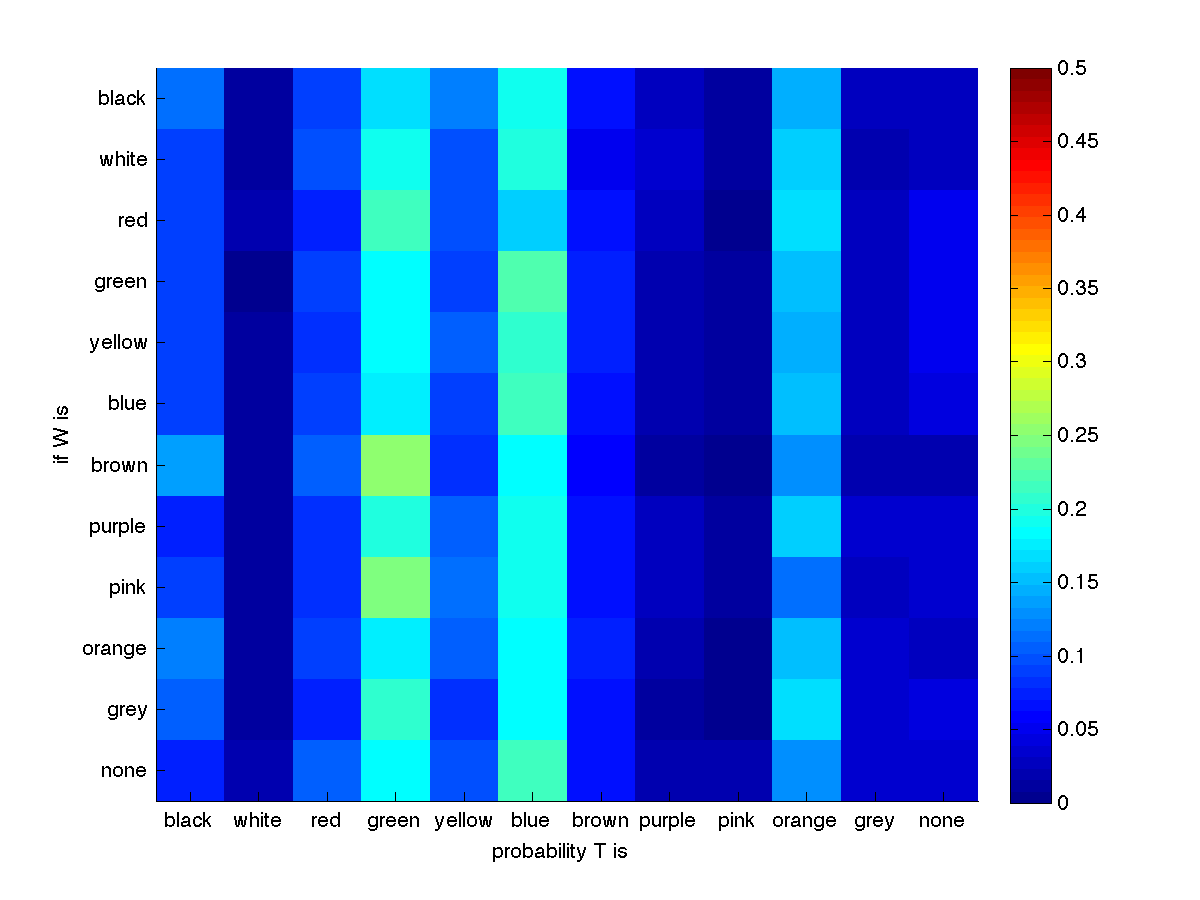 black
white
red
green
yellow
blue
brown
purple
pink
orange
grey
none
if W is
black white red green yellow blue brown purple pink orange grey none
probability T is
0.5
0.45
0.4
0.35
0.3
0.25
0.2
0.15
0.1
0.05
0